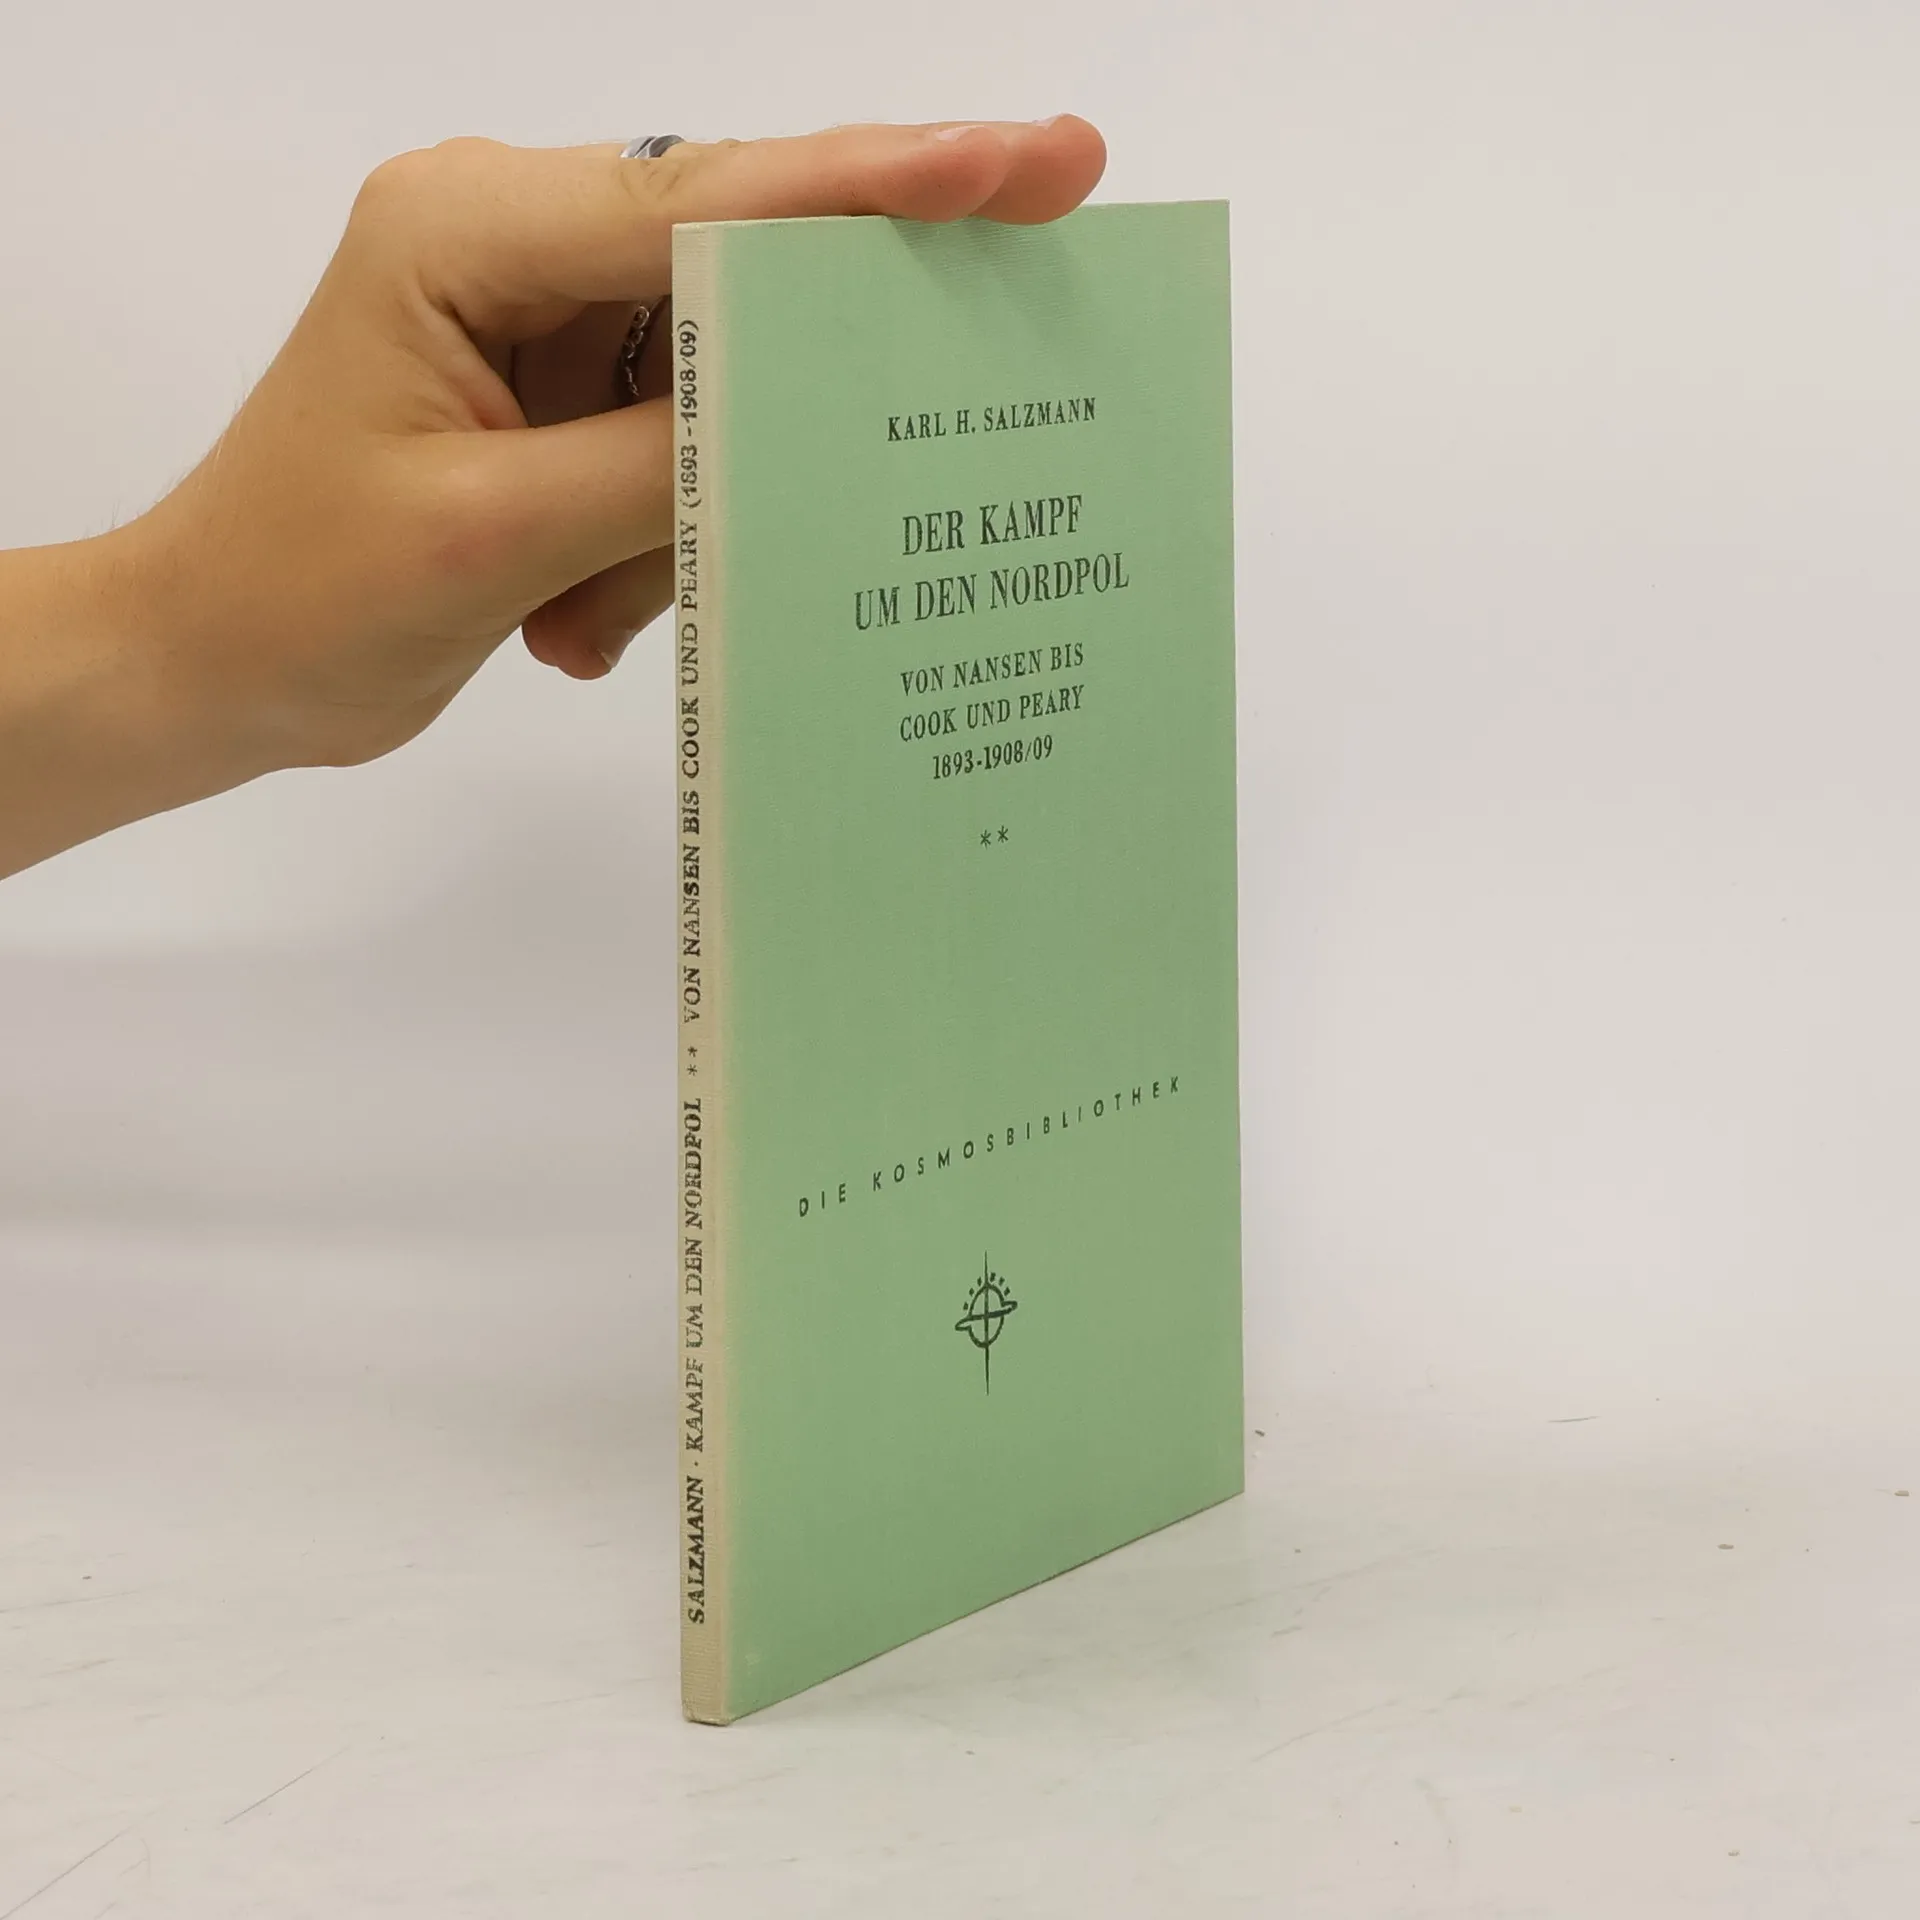 SALZMANN · KAMPF UM DEN NORDPOL ** VON NANSEN BIS COOK UND PEARY (1893-1908/09)
KARL H. SALZMANN
DER KAMPF
UM DEN NORDPOL
VON NANSEN BIS
COOK UND PEARY
1893-1908/09
**
DIE KOSMOSBIBLIOTHEK